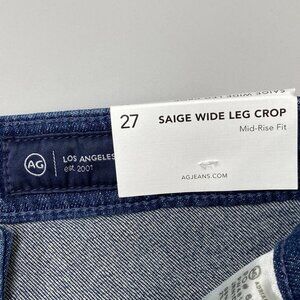 27 SAIGE WIDE LEG CROP
Mid-Rise Fit
AG
LOS ANGELES
est. 2001
AGJEANS.COM